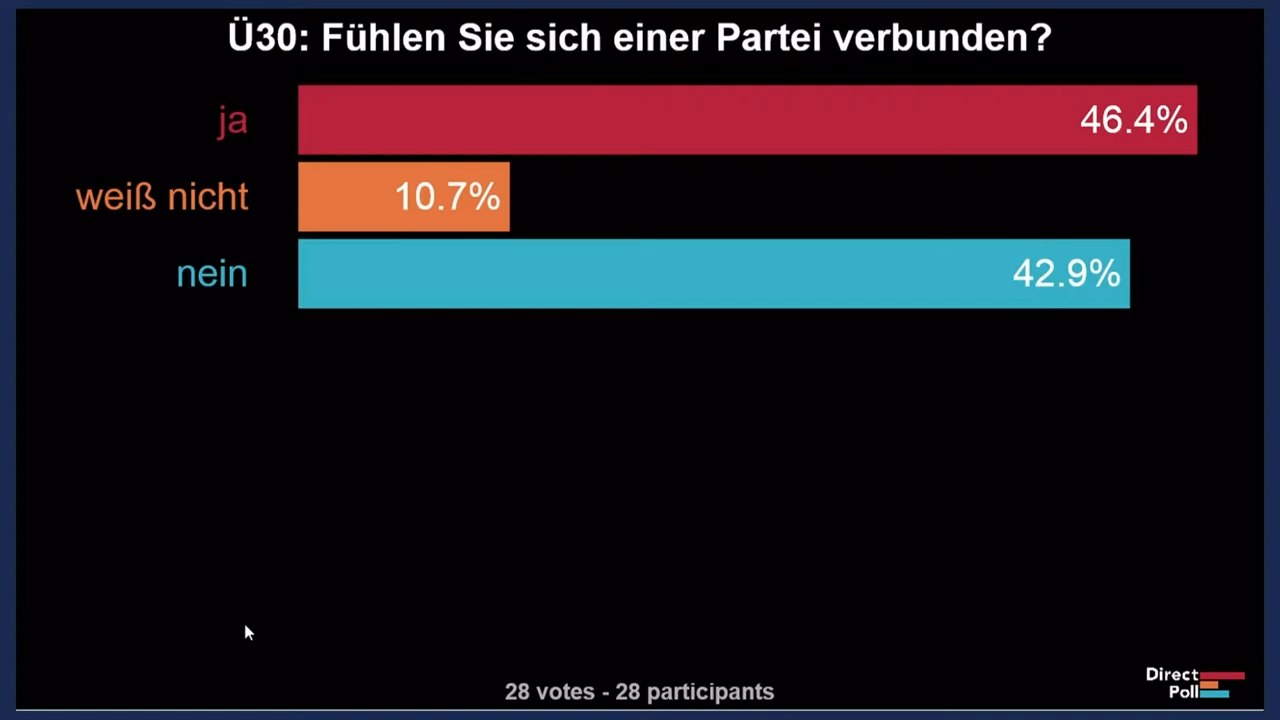 Ü30: Fühlen Sie sich einer Partei verbunden?
ja
46.4%
weiß nicht
10.7%
nein
42.9%
28 votes - 28 participants
Direct
Poll